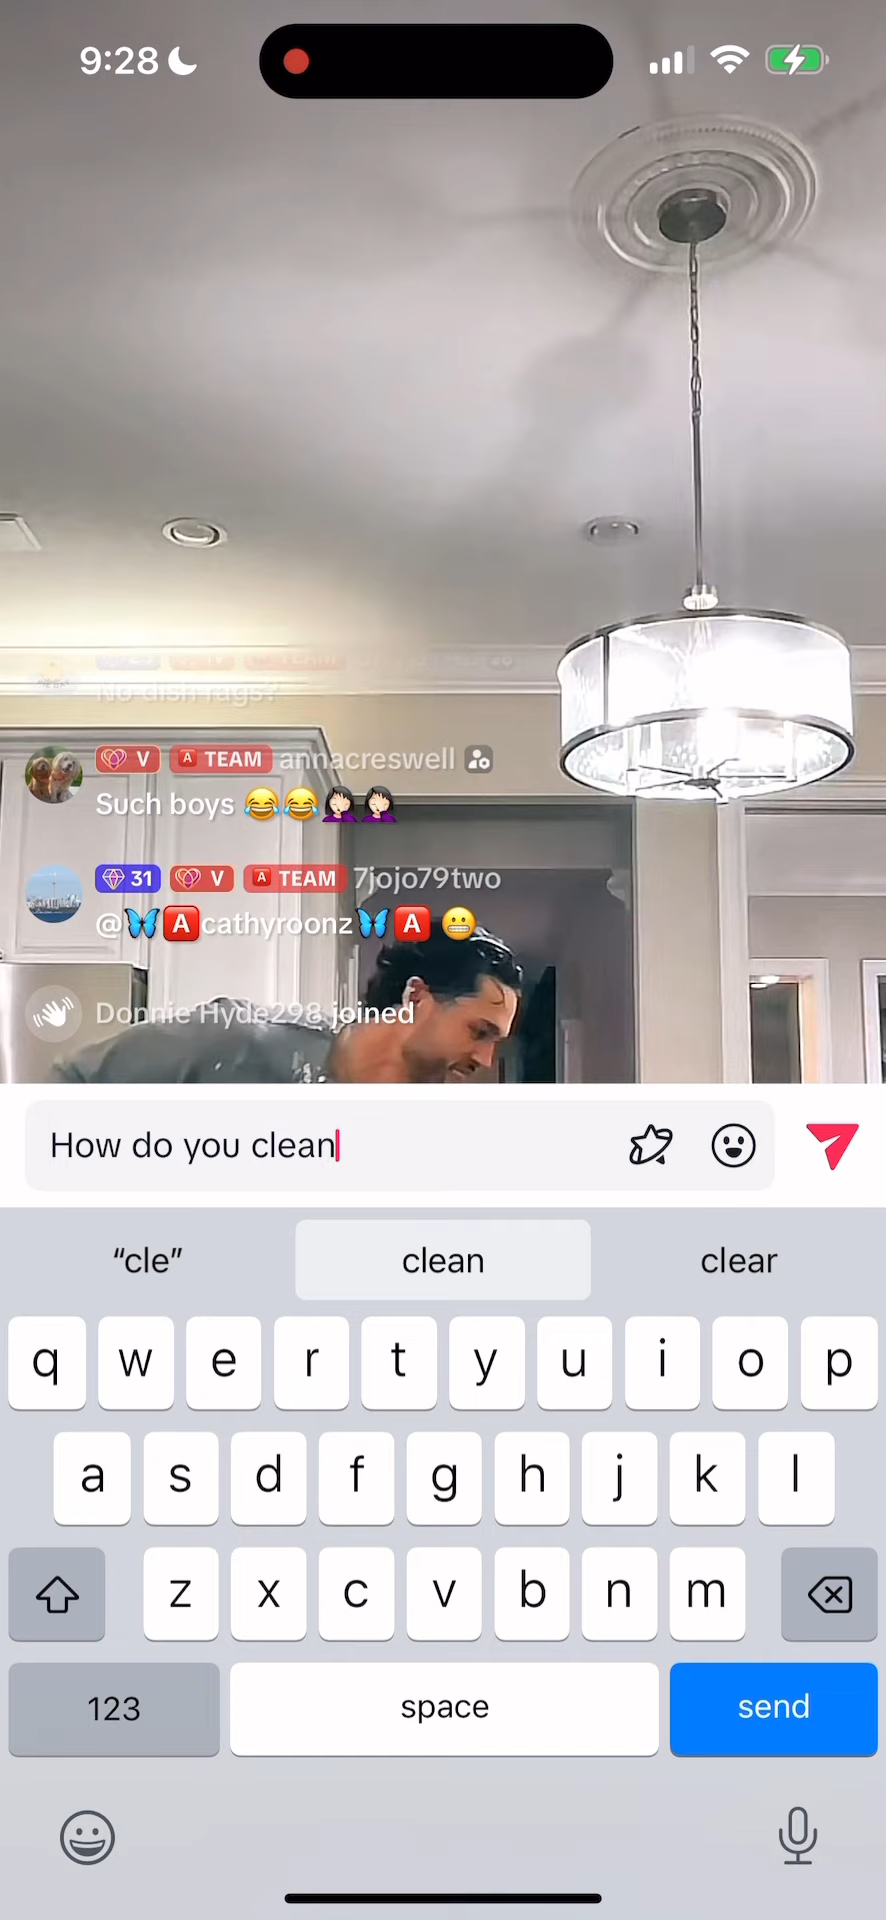 9:28
No dish rags?
V A TEAM annacreswell
Such boys 😂😂🤦🏻‍♀️🤦🏻‍♀️
31 V A TEAM 7jojo79two
@🦋🅰️cathyroonz🦋🅰️ 😬
Donnie Hyde298 joined
How do you clean
“cle” clean clear
q w e r t y u i o p
a s d f g h j k l
z x c v b n m
123 space send